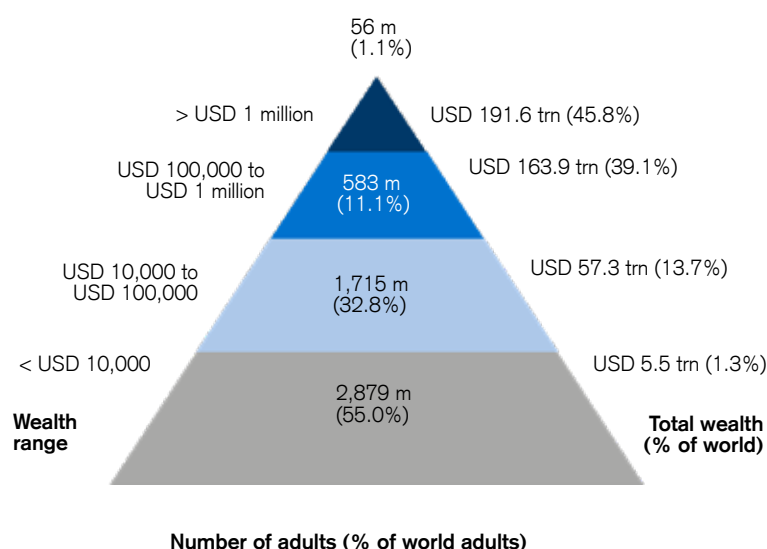 56 m
(1.1%)
> USD 1 million
USD 191.6 trn (45.8%)
USD 100,000 to
USD 1 million
583 m
(11.1%)
USD 163.9 trn (39.1%)
USD 10,000 to
USD 100,000
1,715 m
(32.8%)
USD 57.3 trn (13.7%)
< USD 10,000
2,879 m
(55.0%)
USD 5.5 trn (1.3%)
Wealth
range
Total wealth
(% of world)
Number of adults (% of world adults)